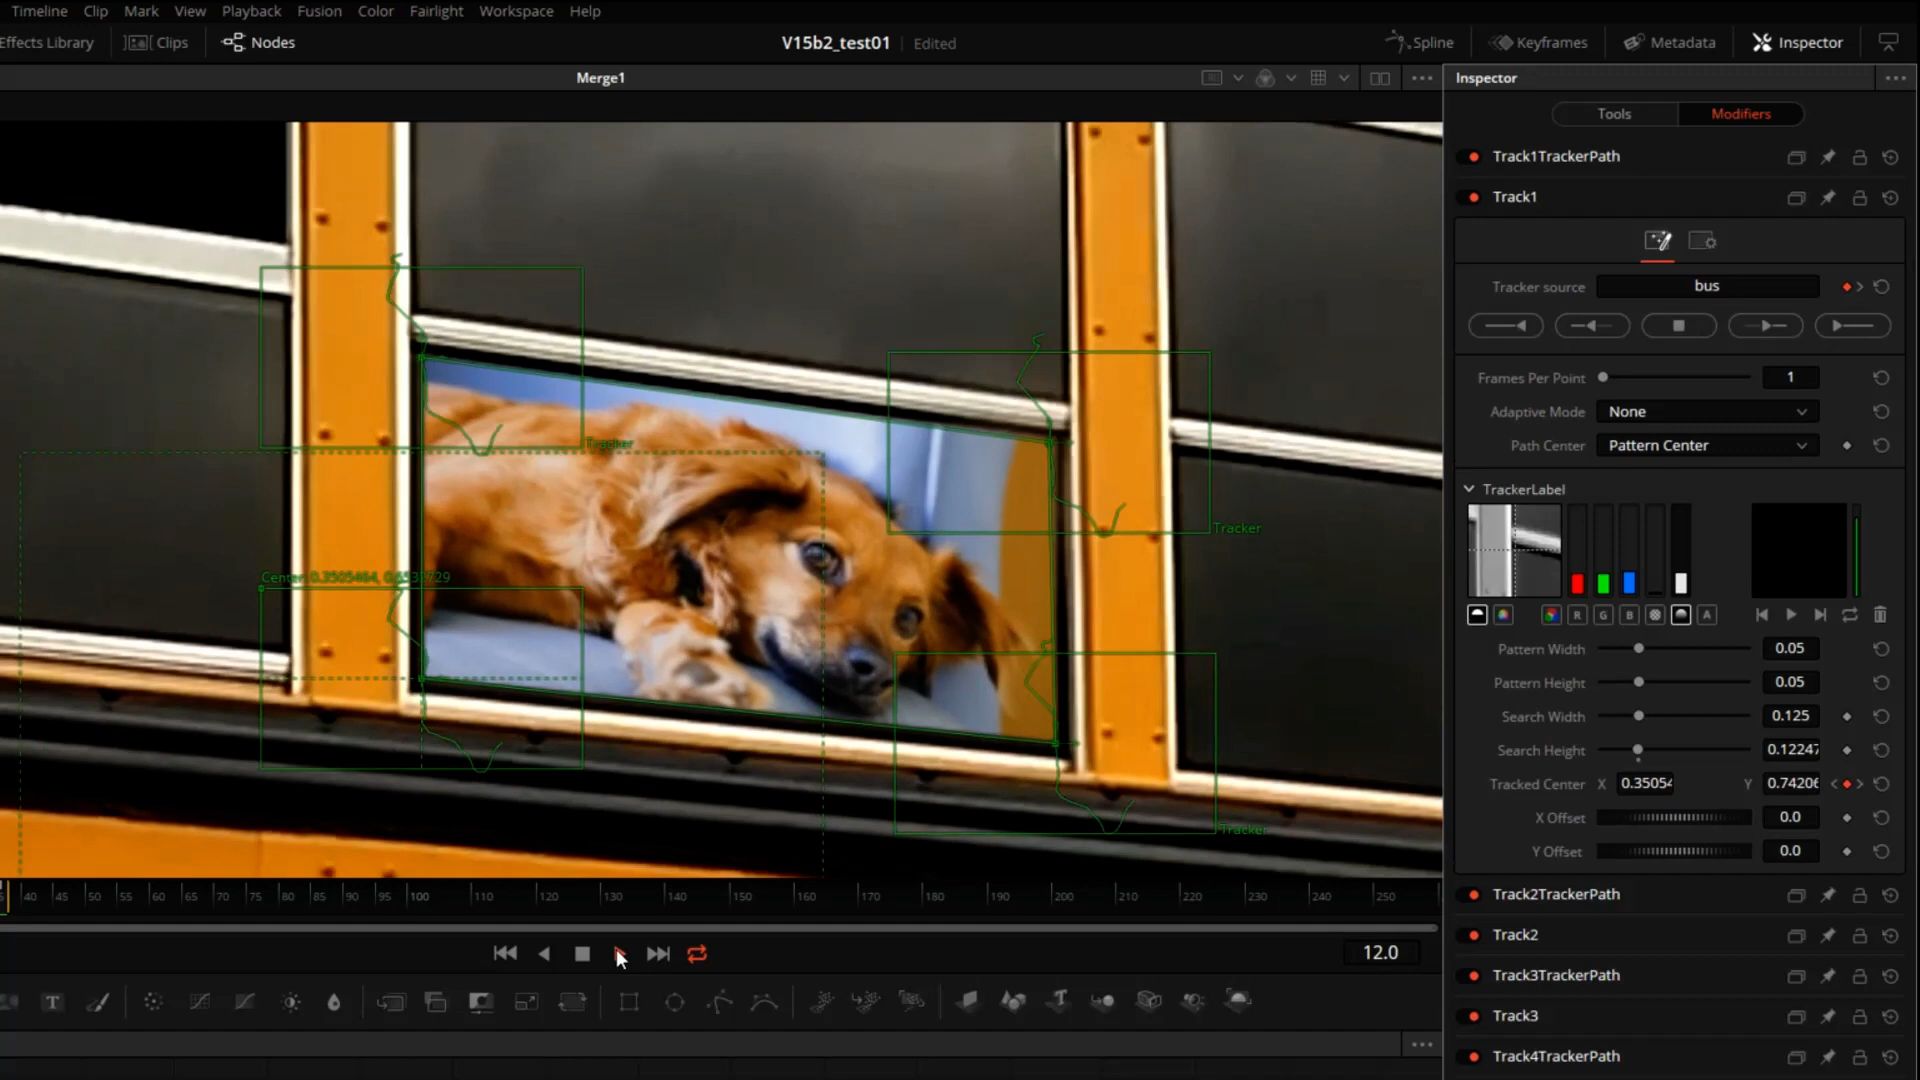 Timeline Clip Mark View Playback Fusion Color Fairlight Workspace Help
Effects Library Clips Nodes V15b2_test01 Edited Spline Keyframes Metadata Inspector
Merge1 Inspector
Tools Modifiers
Track1TrackerPath
Track1
Tracker source bus
Frames Per Point 1
Adaptive Mode None
Path Center Pattern Center
Tracker
TrackerLabel
Tracker
R G B A
Pattern Width 0.05
Pattern Height 0.05
Search Width 0.125
Search Height 0.12247
Tracked Center X 0.35054 Y 0.74206
X Offset 0.0
Y Offset 0.0
Tracker
40 45 50 55 60 65 70 75 80 85 90 95 100 110 120 130 140 150 160 170 180 190 200 210 220 230 240 250
Track2TrackerPath
Track2
12.0
Track3TrackerPath
T
Track3
Track4TrackerPath